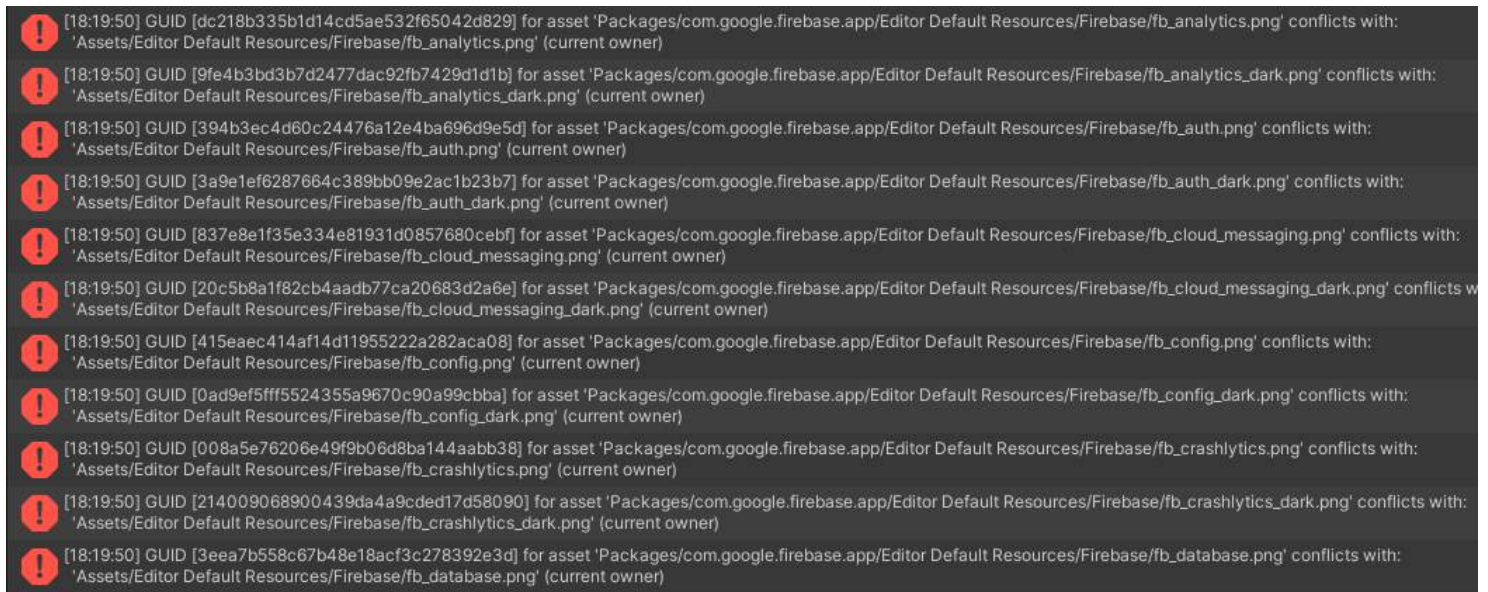 [18:19:50] GUID [dc218b335b1d14cd5ae532f65042d829] for asset 'Packages/com.google.firebase.app/Editor Default Resources/Firebase/fb_analytics.png' conflicts with:
'Assets/Editor Default Resources/Firebase/fb_analytics.png' (current owner)
[18:19:50] GUID [9fe4b3bd3b7d2477dac92fb7429d1d1b] for asset 'Packages/com.google.firebase.app/Editor Default Resources/Firebase/fb_analytics_dark.png' conflicts with:
'Assets/Editor Default Resources/Firebase/fb_analytics_dark.png' (current owner)
[18:19:50] GUID [394b3ec4d60c24476a12e4ba696d9e5d] for asset 'Packages/com.google.firebase.app/Editor Default Resources/Firebase/fb_auth.png' conflicts with:
'Assets/Editor Default Resources/Firebase/fb_auth.png' (current owner)
[18:19:50] GUID [3a9e1ef6287664c389bb09e2ac1b23b7] for asset 'Packages/com.google.firebase.app/Editor Default Resources/Firebase/fb_auth_dark.png' conflicts with:
'Assets/Editor Default Resources/Firebase/fb_auth_dark.png' (current owner)
[18:19:50] GUID [837e8e1f35e334e81931d0857680cebf] for asset 'Packages/com.google.firebase.app/Editor Default Resources/Firebase/fb_cloud_messaging.png' conflicts with:
'Assets/Editor Default Resources/Firebase/fb_cloud_messaging.png' (current owner)
[18:19:50] GUID [20c5b8a1f82cb4aadb77ca20683d2a6e] for asset 'Packages/com.google.firebase.app/Editor Default Resources/Firebase/fb_cloud_messaging_dark.png' conflicts w
'Assets/Editor Default Resources/Firebase/fb_cloud_messaging_dark.png' (current owner)
[18:19:50] GUID [415eaec414af14d11955222a282aca08] for asset 'Packages/com.google.firebase.app/Editor Default Resources/Firebase/fb_config.png' conflicts with:
'Assets/Editor Default Resources/Firebase/fb_config.png' (current owner)
[18:19:50] GUID [0ad9ef5fff5524355a9670c90a99cbba] for asset 'Packages/com.google.firebase.app/Editor Default Resources/Firebase/fb_config_dark.png' conflicts with:
'Assets/Editor Default Resources/Firebase/fb_config_dark.png' (current owner)
[18:19:50] GUID [008a5e76206e49f9b06d8ba144aabb38] for asset 'Packages/com.google.firebase.app/Editor Default Resources/Firebase/fb_crashlytics.png' conflicts with:
'Assets/Editor Default Resources/Firebase/fb_crashlytics.png' (current owner)
[18:19:50] GUID [214009068900439da4a9cded17d58090] for asset 'Packages/com.google.firebase.app/Editor Default Resources/Firebase/fb_crashlytics_dark.png' conflicts with:
'Assets/Editor Default Resources/Firebase/fb_crashlytics_dark.png' (current owner)
[18:19:50] GUID [3eea7b558c67b48e18acf3c278392e3d] for asset 'Packages/com.google.firebase.app/Editor Default Resources/Firebase/fb_database.png' conflicts with:
'Assets/Editor Default Resources/Firebase/fb_database.png' (current owner)